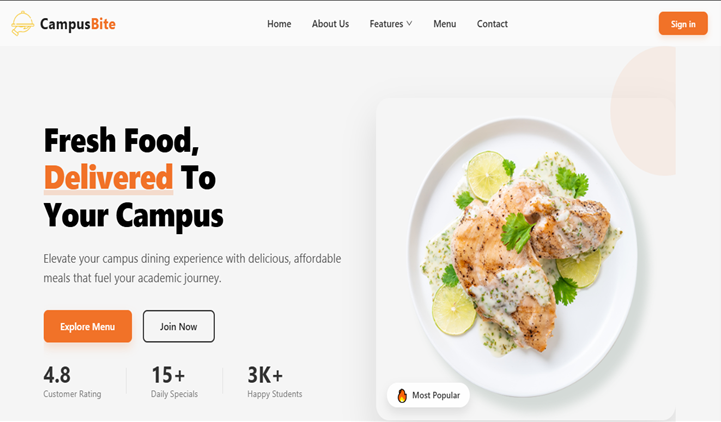 CampusBite
Home
About Us
Features
Menu
Contact
Sign in
Fresh Food,
Delivered To
Your Campus
Elevate your campus dining experience with delicious, affordable
meals that fuel your academic journey.
Explore Menu
Join Now
4.8
Customer Rating
15+
Daily Specials
3K+
Happy Students
Most Popular